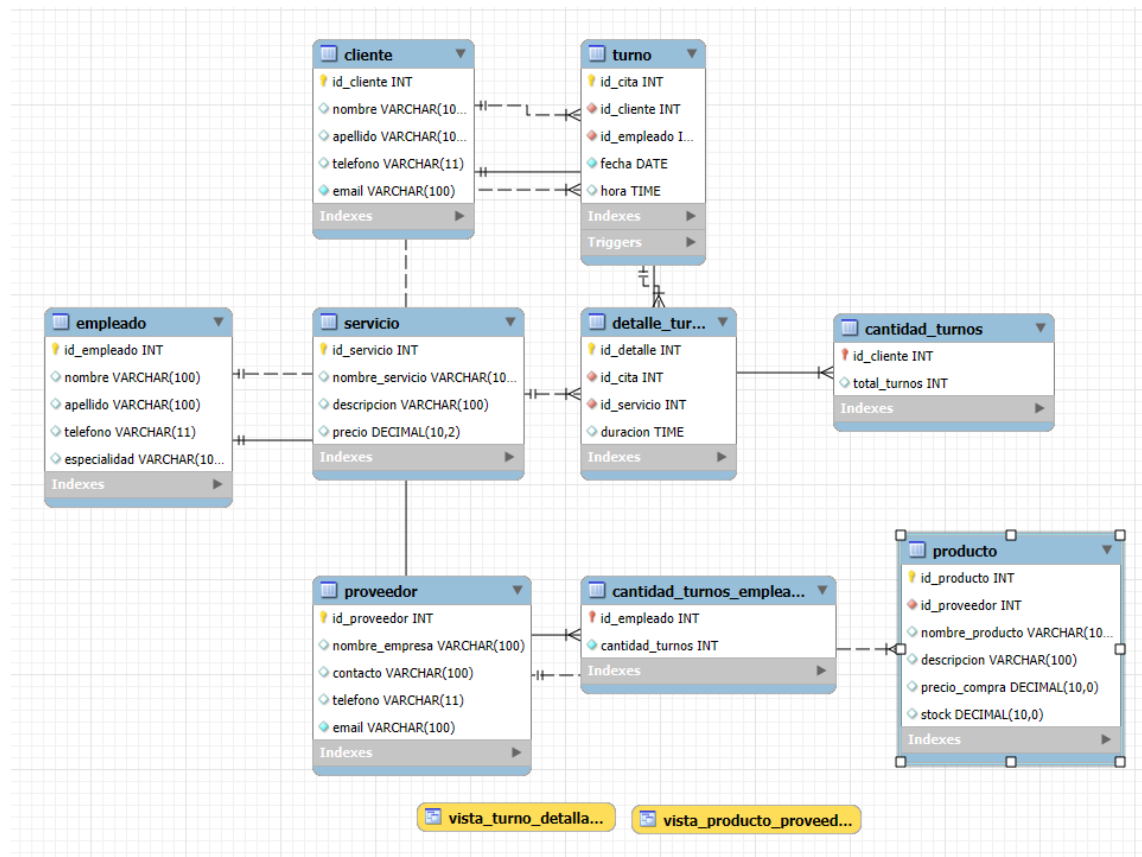 cliente
id_cliente INT
nombre VARCHAR(10...
apellido VARCHAR(10...
telefono VARCHAR(11)
email VARCHAR(100)
Indexes
turno
id_cita INT
id_cliente INT
id_empleado I...
fecha DATE
hora TIME
Indexes
Triggers
empleado
id_empleado INT
nombre VARCHAR(100)
apellido VARCHAR(100)
telefono VARCHAR(11)
especialidad VARCHAR(10...
Indexes
servicio
id_servicio INT
nombre_servicio VARCHAR(10...
descripcion VARCHAR(100)
precio DECIMAL(10,2)
Indexes
detalle_tur...
id_detalle INT
id_cita INT
id_servicio INT
duracion TIME
Indexes
cantidad_turnos
id_cliente INT
total_turnos INT
Indexes
proveedor
id_proveedor INT
nombre_empresa VARCHAR(100)
contacto VARCHAR(100)
telefono VARCHAR(11)
email VARCHAR(100)
Indexes
cantidad_turnos_emplea...
id_empleado INT
cantidad_turnos INT
Indexes
producto
id_producto INT
id_proveedor INT
nombre_producto VARCHAR(10...
descripcion VARCHAR(100)
precio_compra DECIMAL(10,0)
stock DECIMAL(10,0)
Indexes
vista_turno_detalla...
vista_producto_proveed...